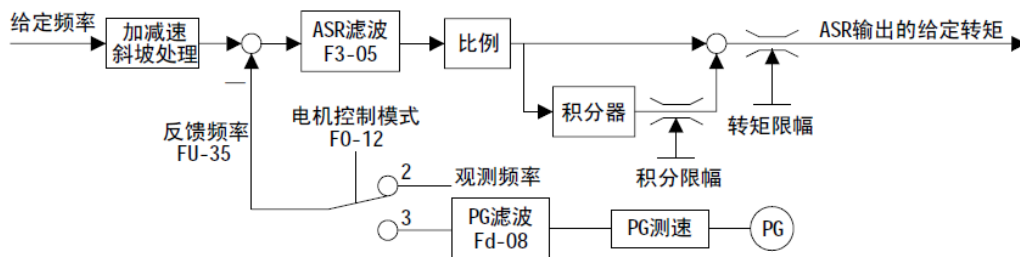 给定频率
加减速
斜坡处理
ASR滤波
F3-05
比例
ASR输出的给定转矩
积分器
转矩限幅
积分限幅
反馈频率
FU-35
电机控制模式
F0-12
2
观测频率
3
PG滤波
Fd-08
PG测速
PG